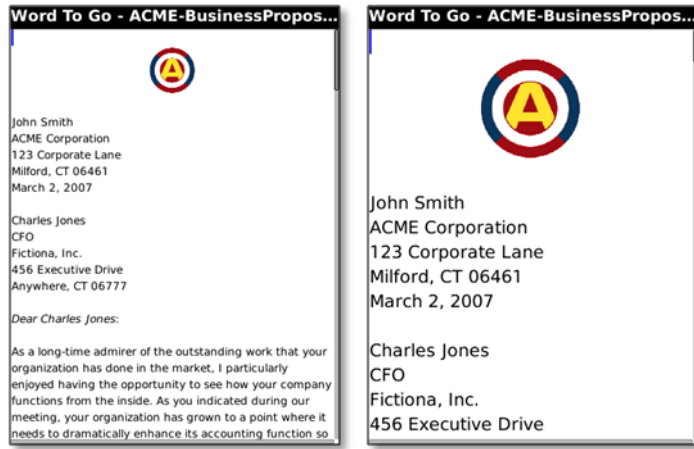 Word To Go - ACME-BusinessPropos...
A
John Smith
ACME Corporation
123 Corporate Lane
Milford, CT 06461
March 2, 2007
Charles Jones
CFO
Fictiona, Inc.
456 Executive Drive
Anywhere, CT 06777
Dear Charles Jones:
As a long-time admirer of the outstanding work that your
organization has done in the market, I particularly
enjoyed having the opportunity to see how your company
functions from the inside. As you indicated during our
meeting, your organization has grown to a point where it
needs to dramatically enhance its accounting function so
Word To Go - ACME-BusinessPropos...
A
John Smith
ACME Corporation
123 Corporate Lane
Milford, CT 06461
March 2, 2007
Charles Jones
CFO
Fictiona, Inc.
456 Executive Drive